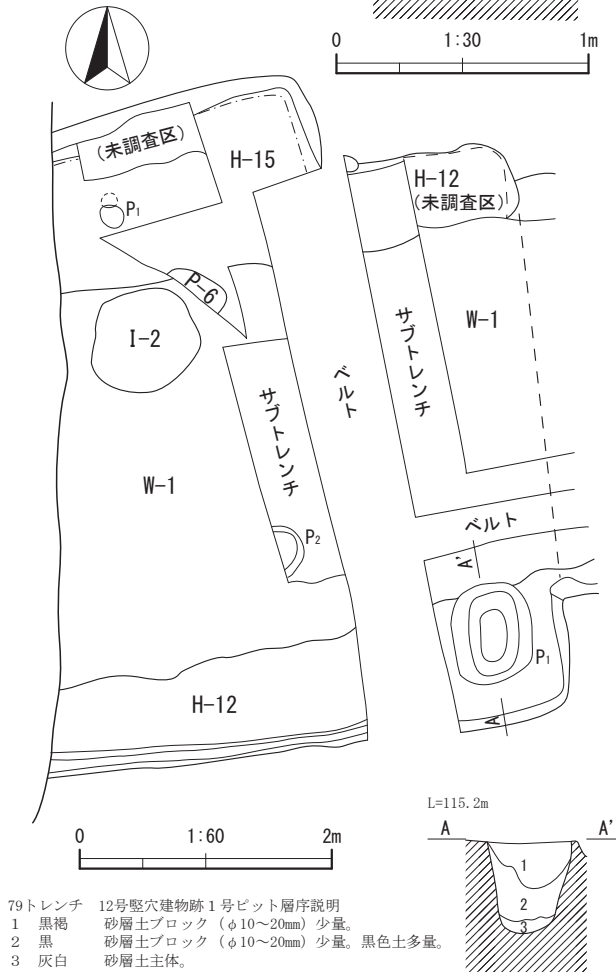 0 1:30 1m
(未調査区)
H-15
H-12
(未調査区)
P1
P-6
I-2
W-1
サブトレンチ
ベルト
サブトレンチ
W-1
P2
ベルト
A'
P1
A
H-12
L=115.2m
0 1:60 2m
A A'
1
2
3
79トレンチ 12号竪穴建物跡1号ピット層序説明
1 黒褐 砂層土ブロック(φ10~20mm)少量。
2 黒 砂層土ブロック(φ10~20mm)少量。黒色土多量。
3 灰白 砂層土主体。